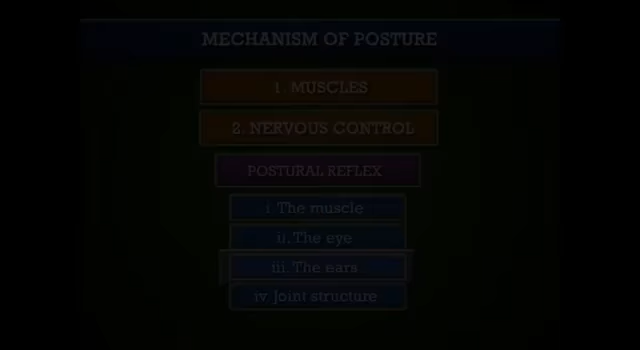 MECHANISM OF POSTURE
1. MUSCLES
2. NERVOUS CONTROL
POSTURAL REFLEX
i. The muscle
ii. The eye
iii. The ears
iv. Joint structure